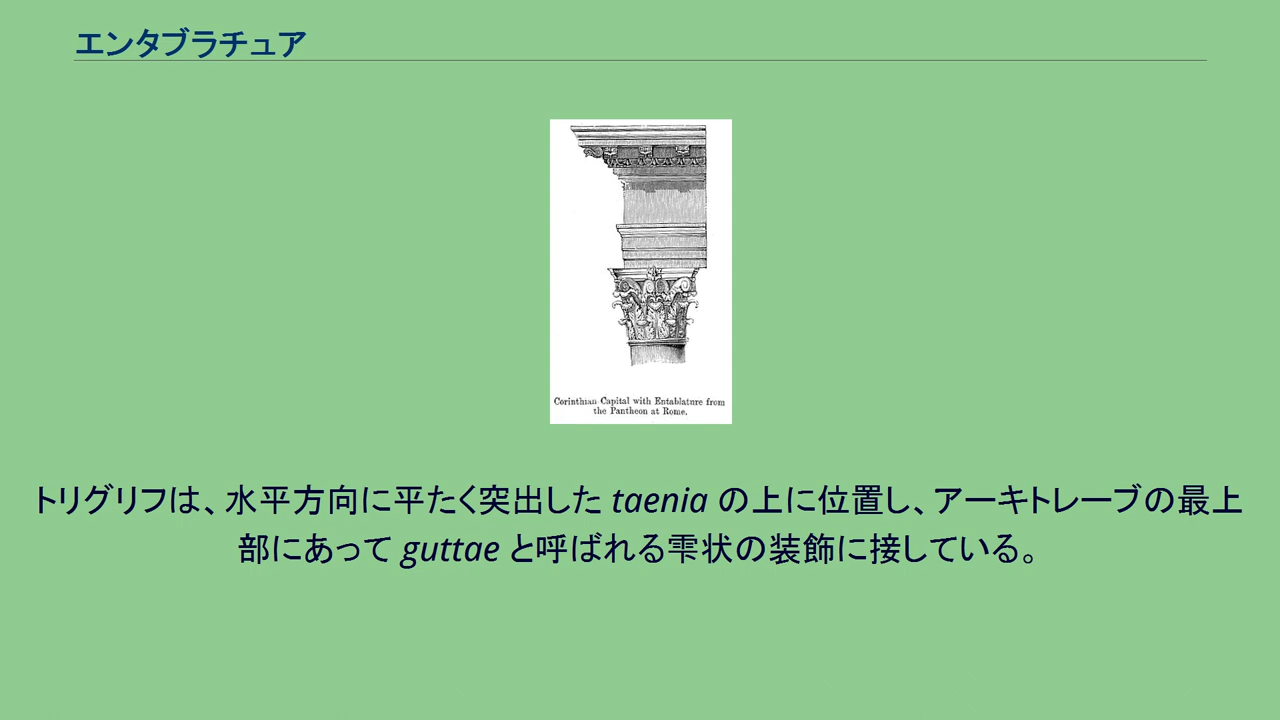 エンタブラチュア
Corinthian Capital with Entablature from
the Pantheon at Rome.
トリグリフは、水平方向に平たく突出した taenia の上に位置し、アーキトレーブの最上
部にあって guttae と呼ばれる雫状の装飾に接している。